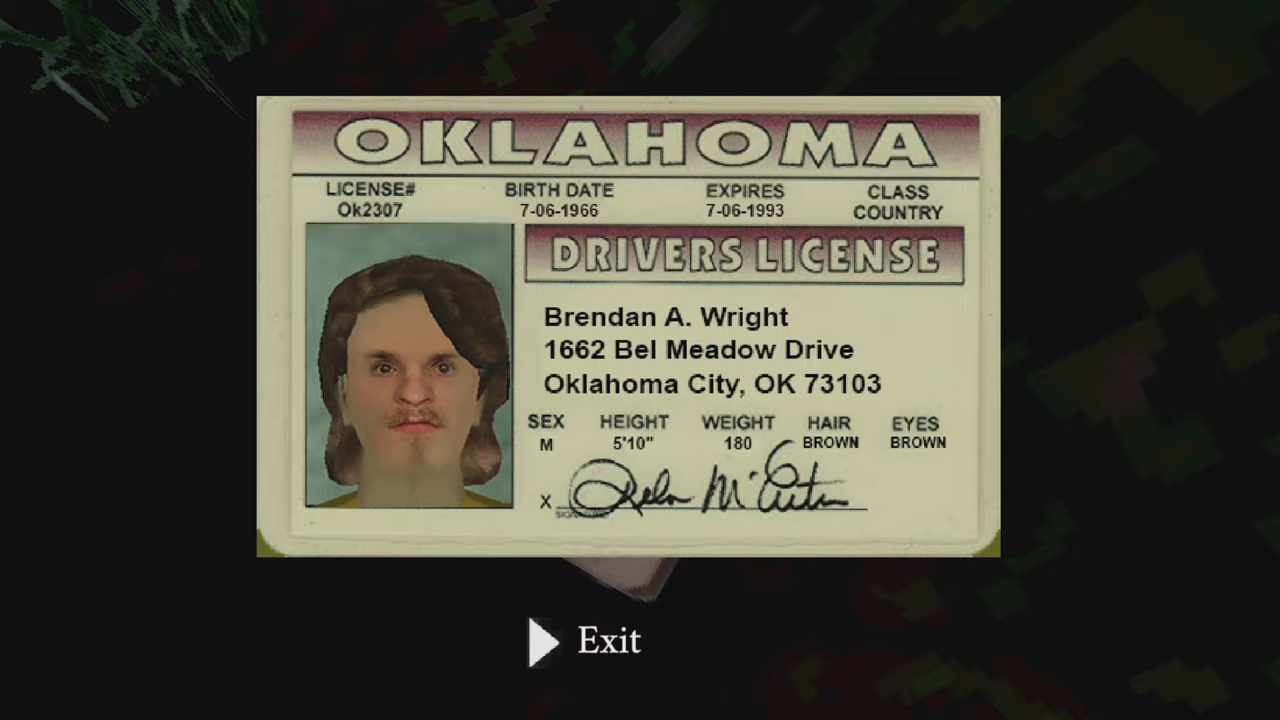 OKLAHOMA
LICENSE# BIRTH DATE EXPIRES CLASS
Ok2307 7-06-1966 7-06-1993 COUNTRY
DRIVERS LICENSE
Brendan A. Wright
1662 Bel Meadow Drive
Oklahoma City, OK 73103
SEX HEIGHT WEIGHT HAIR EYES
M 5'10" 180 BROWN BROWN
X
Exit